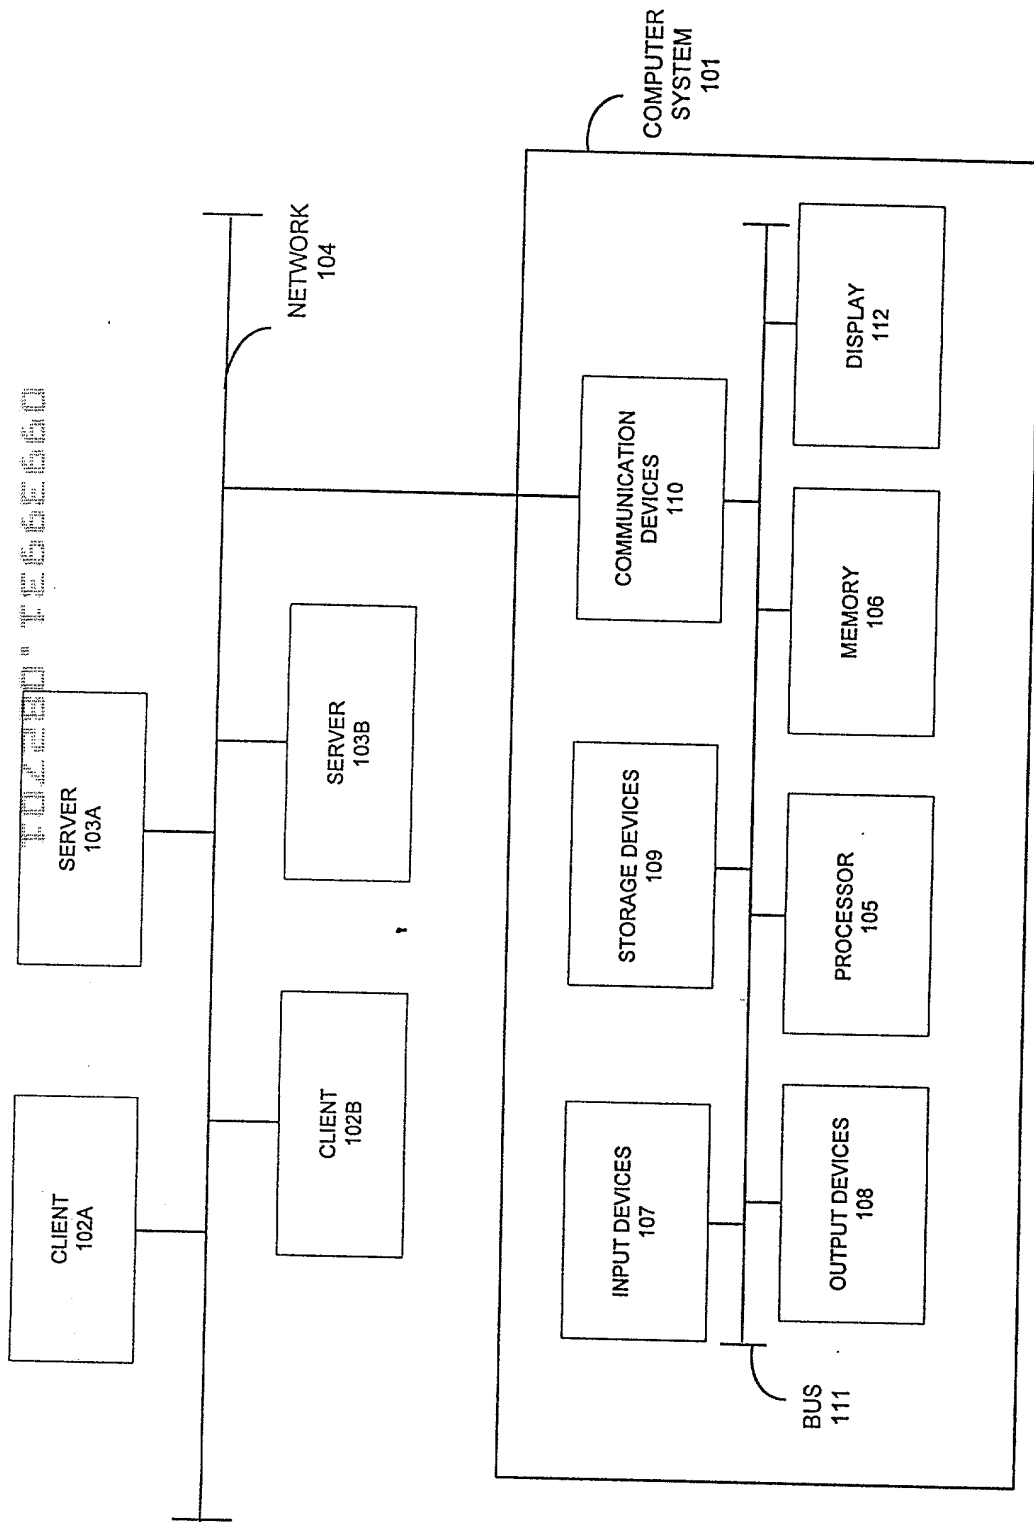 CLIENT
102A
SERVER
103A
NETWORK
104
CLIENT
102B
SERVER
103B
COMPUTER
SYSTEM
101
INPUT DEVICES
107
STORAGE DEVICES
109
COMMUNICATION
DEVICES
110
BUS
111
OUTPUT DEVICES
108
PROCESSOR
105
MEMORY
106
DISPLAY
112